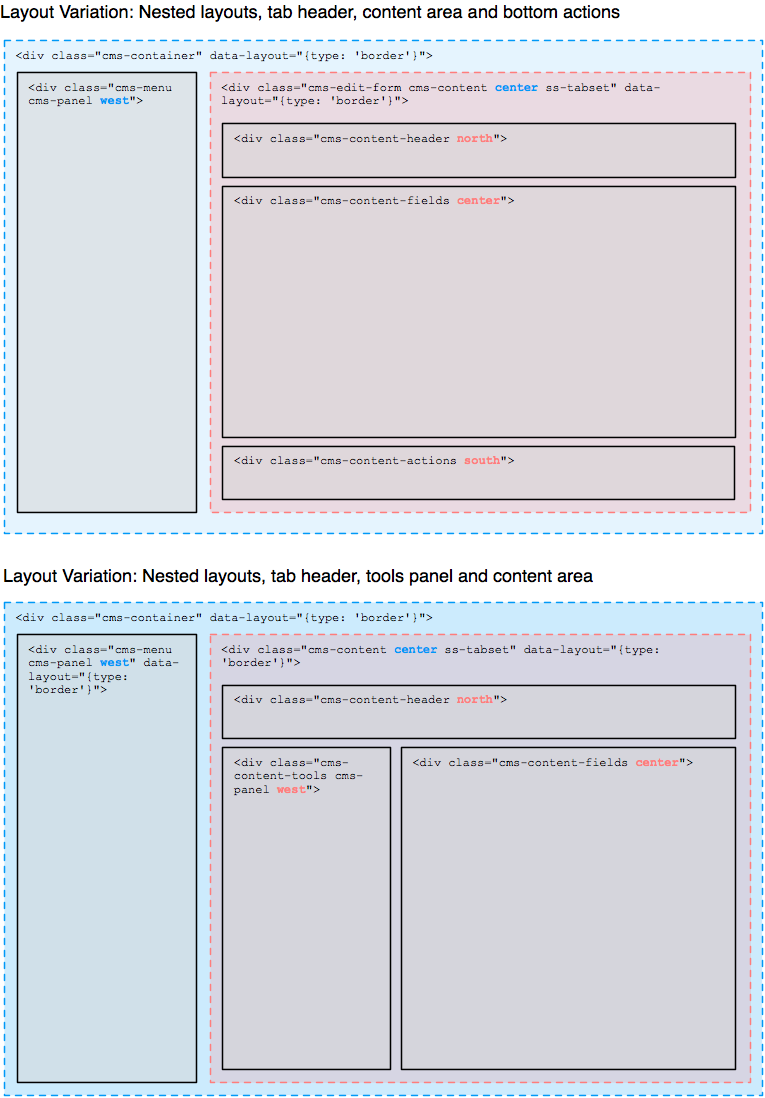 Layout Variation: Nested layouts, tab header, content area and bottom actions
<div class="cms-container" data-layout="{type: 'border'}">
<div class="cms-menu
cms-panel west">
<div class="cms-edit-form cms-content center ss-tabset" data-
layout="{type: 'border'}">
<div class="cms-content-header north">
<div class="cms-content-fields center">
<div class="cms-content-actions south">
Layout Variation: Nested layouts, tab header, tools panel and content area
<div class="cms-container" data-layout="{type: 'border'}">
<div class="cms-menu
cms-panel west" data-
layout="{type:
'border'}">
<div class="cms-content center ss-tabset" data-layout="{type:
'border'}">
<div class="cms-content-header north">
<div class="cms-
content-tools cms-
panel west">
<div class="cms-content-fields center">